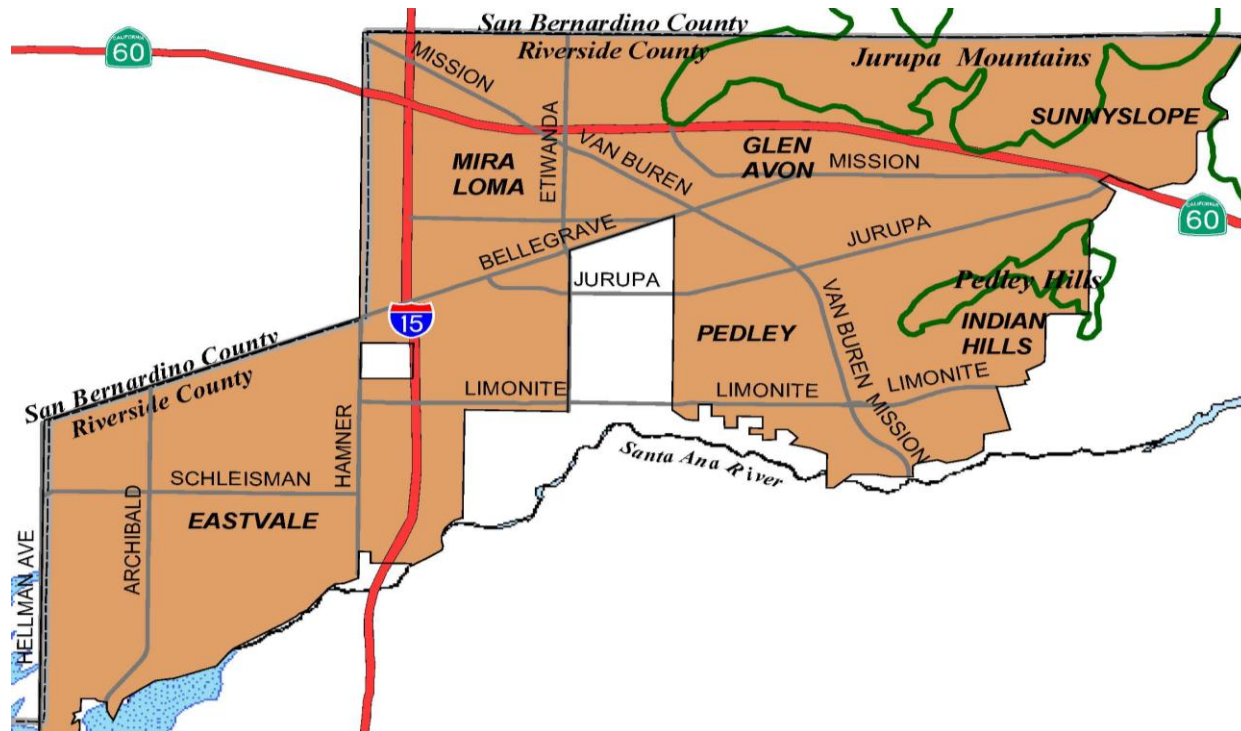 San Bernardino County
Riverside County
CALIFORNIA
60
MISSION
Jurupa Mountains
SUNNYSLOPE
ETIWANDA
VAN BUREN
GLEN
AVON
MISSION
MIRA
LOMA
CALIFORNIA
60
BELLEGRAVE
JURUPA
JURUPA
Pedley Hills
INDIAN
HILLS
15
PEDLEY
VAN BUREN
San Bernardino County
Riverside County
LIMONITE
LIMONITE
LIMONITE
MISSION
HAMNER
Santa Ana River
SCHLEISMAN
EASTVALE
ARCHIBALD
HELLMAN AVE